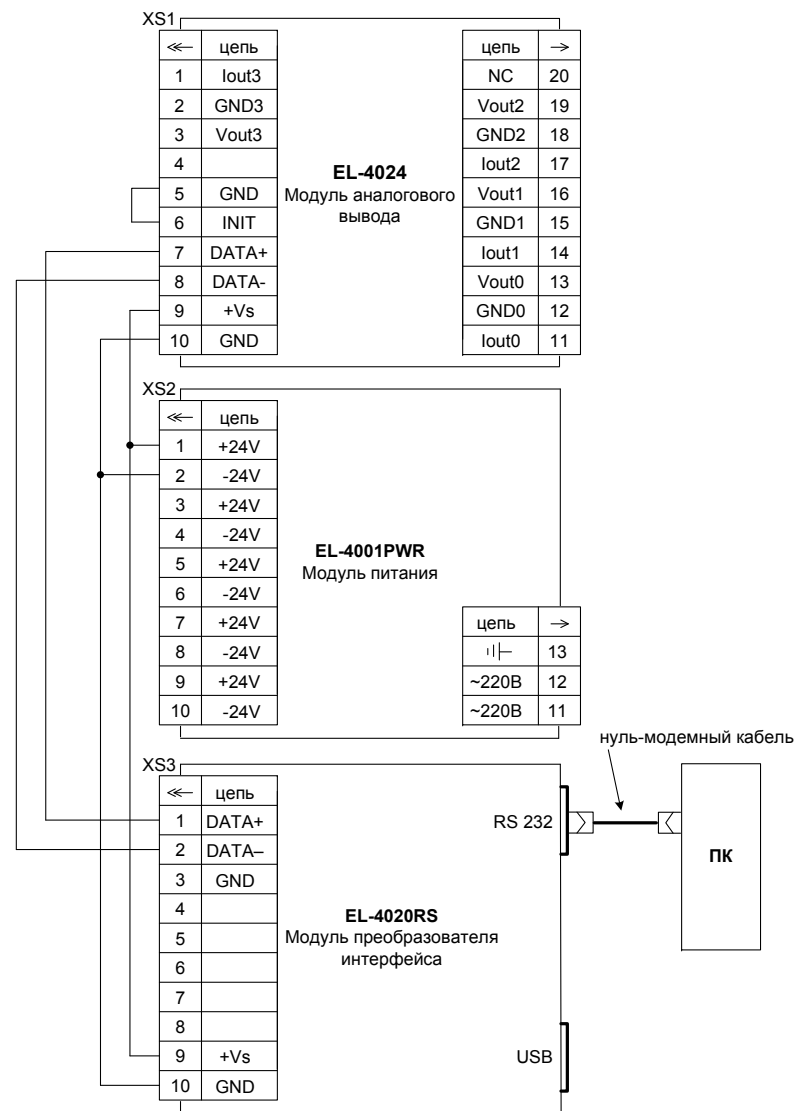 XS1
цепь
1 Iout3
2 GND3
3 Vout3
4
5 GND
6 INIT
7 DATA+
8 DATA-
9 +Vs
10 GND
EL-4024
Модуль аналогового
вывода
цепь
NC 20
Vout2 19
GND2 18
Iout2 17
Vout1 16
GND1 15
Iout1 14
Vout0 13
GND0 12
Iout0 11
XS2
цепь
1 +24V
2 -24V
3 +24V
4 -24V
5 +24V
6 -24V
7 +24V
8 -24V
9 +24V
10 -24V
EL-4001PWR
Модуль питания
цепь
13
~220В 12
~220В 11
XS3
цепь
1 DATA+
2 DATA–
3 GND
4
5
6
7
8
9 +Vs
10 GND
EL-4020RS
Модуль преобразователя
интерфейса
RS 232
USB
нуль-модемный кабель
ПК